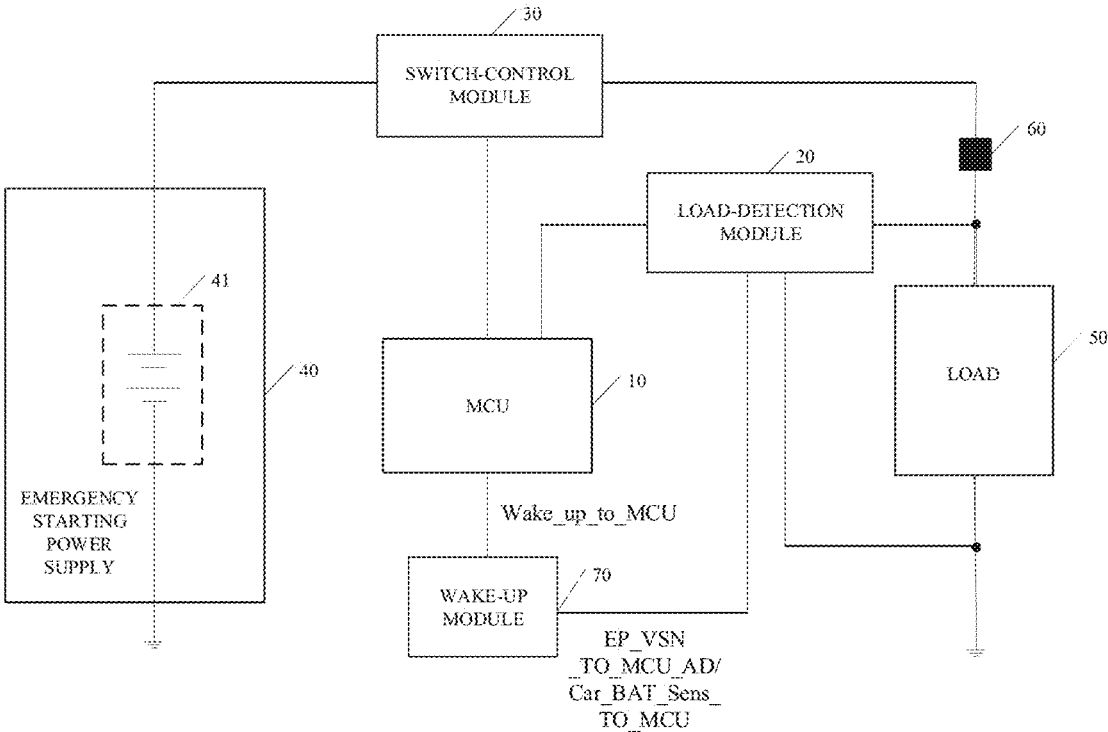 30
SWITCH-CONTROL
MODULE
60
20
LOAD-DETECTION
MODULE
41
40
50
LOAD
10
MCU
EMERGENCY
STARTING
POWER
SUPPLY
Wake_up_to_MCU
70
WAKE-UP
MODULE
EP_VSN
_TO_MCU_AD/
Car_BAT_Sens_
TO_MCU